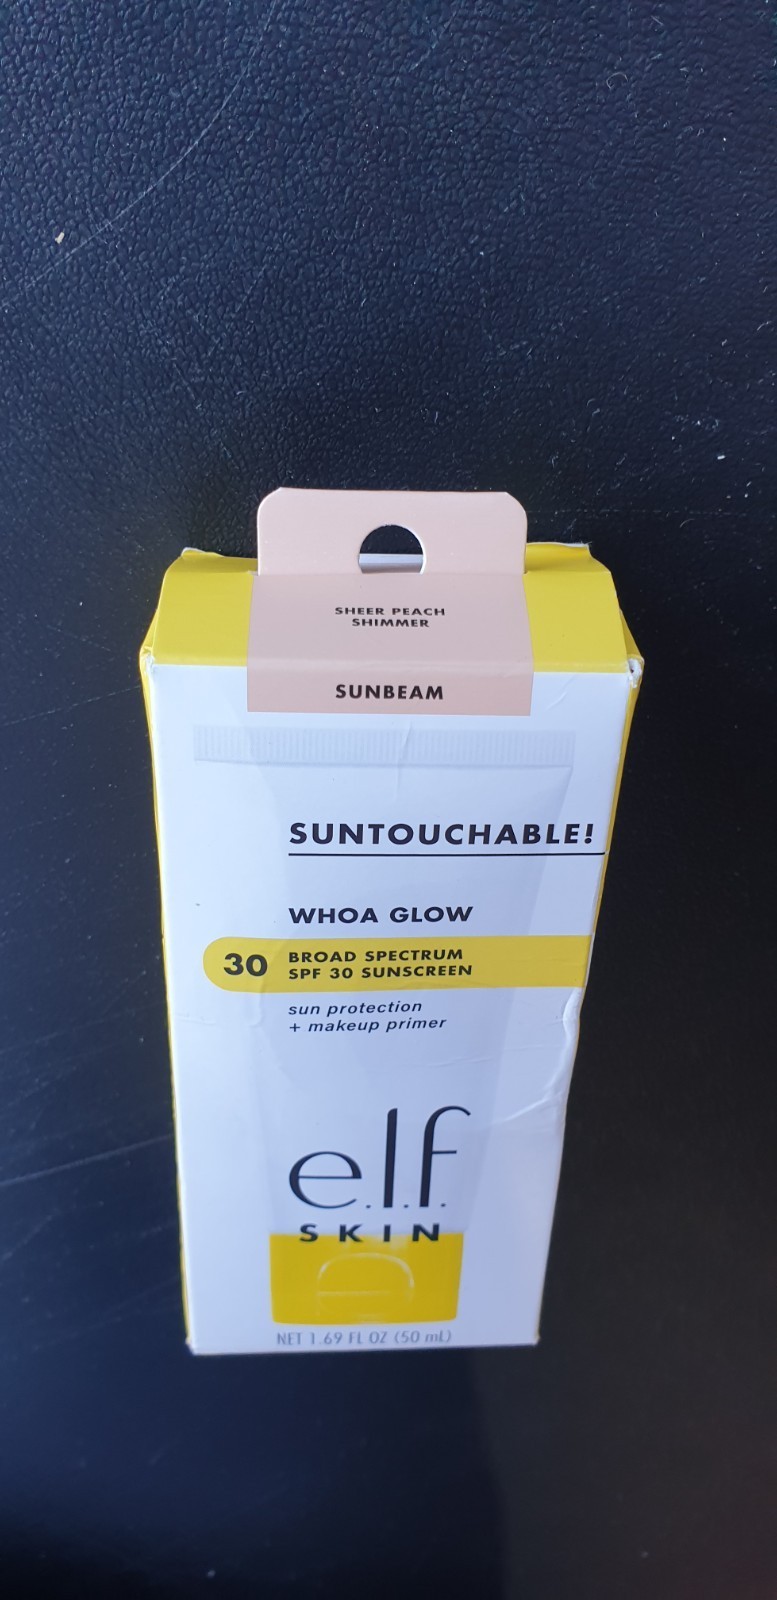 SHEER PEACH
SHIMMER
SUNBEAM
SUNTOUCHABLE!
WHOA GLOW
30
BROAD SPECTRUM
SPF 30 SUNSCREEN
sun protection
+ makeup primer
e.l.f.
SKIN
NET 1.69 FL OZ (50 mL)